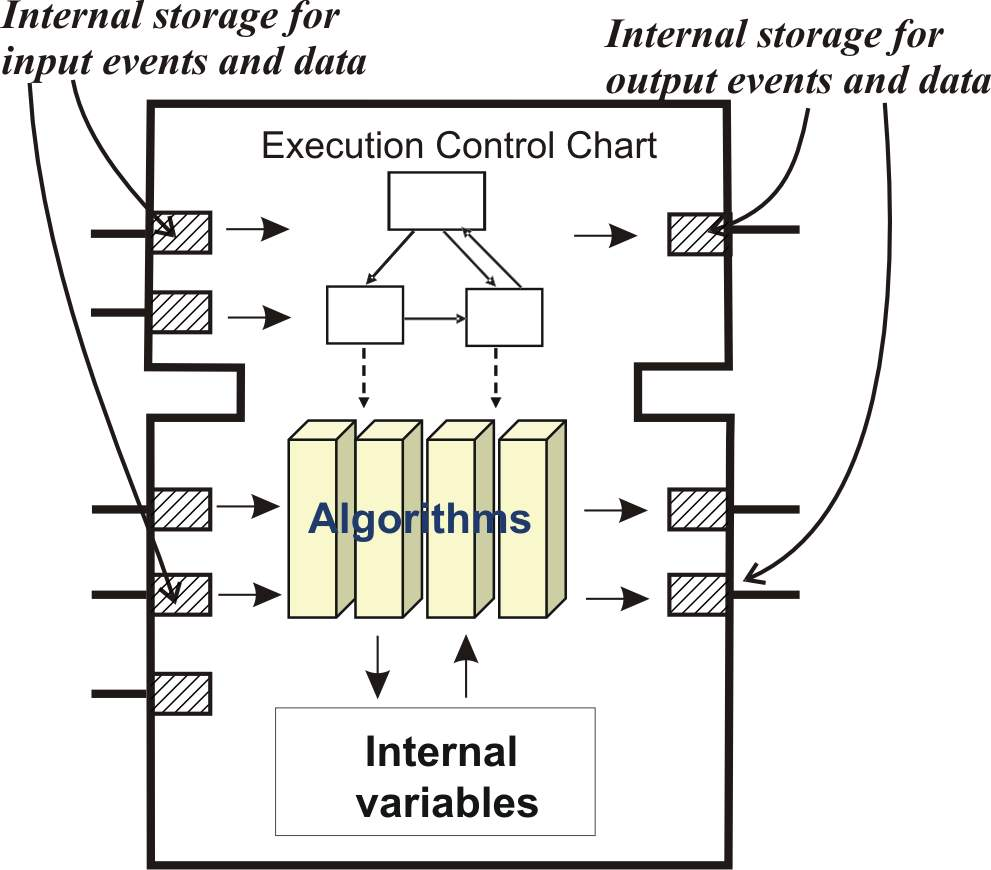 Internal storage for
input events and data
Internal storage for
output events and data
Execution Control Chart
Algorithms
Internal
variables